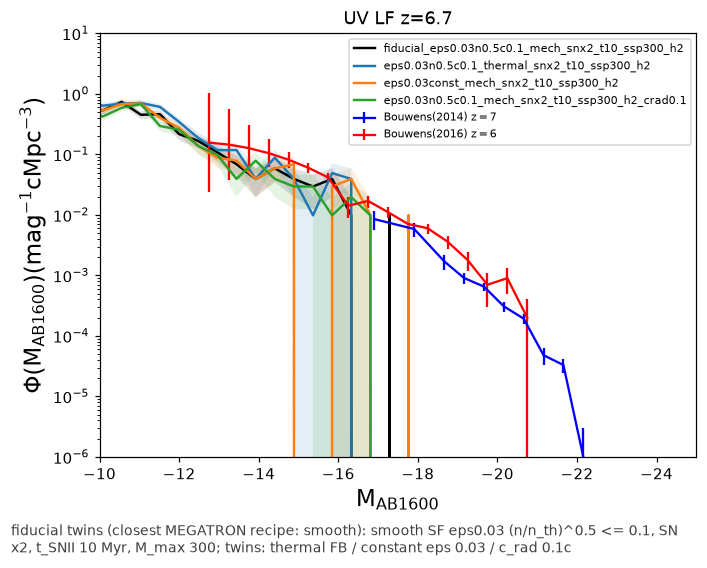 UV LF z=6.7
fiducial_eps0.03n0.5c0.1_mech_snx2_t10_ssp300_h2
eps0.03n0.5c0.1_thermal_snx2_t10_ssp300_h2
eps0.03const_mech_snx2_t10_ssp300_h2
eps0.03n0.5c0.1_mech_snx2_t10_ssp300_h2_crad0.1
Bouwens(2014) z = 7
Bouwens(2016) z = 6
Φ(M_AB1600)(mag⁻¹cMpc⁻³)
10¹
10⁰
10⁻¹
10⁻²
10⁻³
10⁻⁴
10⁻⁵
10⁻⁶
−10 −12 −14 −16 −18 −20 −22 −24
M_AB1600
fiducial twins (closest MEGATRON recipe: smooth): smooth SF eps0.03 (n/n_th)^0.5 <= 0.1, SN
x2, t_SNII 10 Myr, M_max 300; twins: thermal FB / constant eps 0.03 / c_rad 0.1c